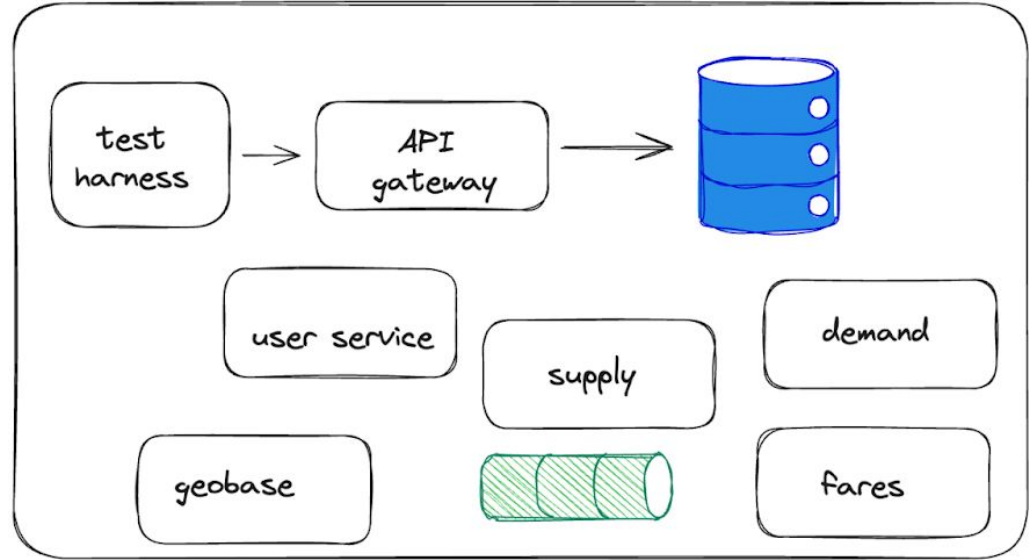 test
harness
API
gateway
user service
supply
demand
geobase
fares